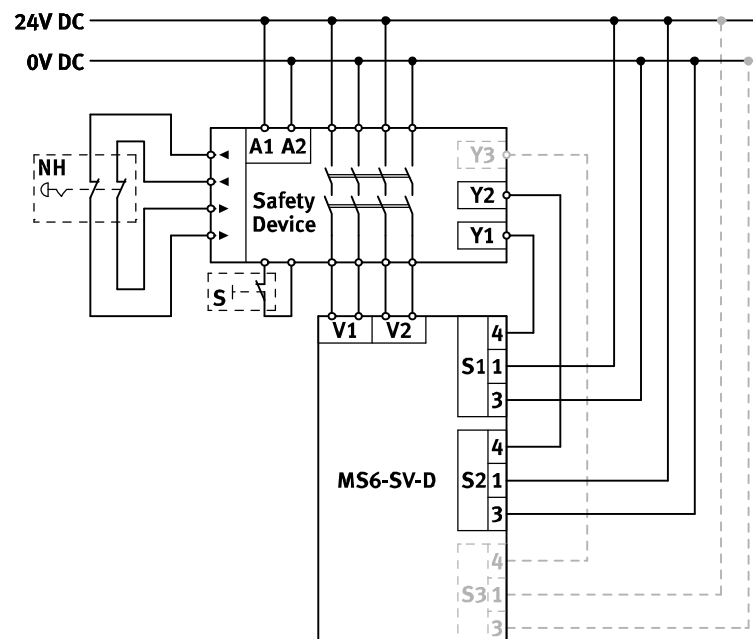 24V DC
0V DC
A1 A2
Y3
NH
Y2
Safety
Device
Y1
S
V1 V2
4
S1 1
3
4
MS6-SV-D
S2 1
3
4
S3 1
3